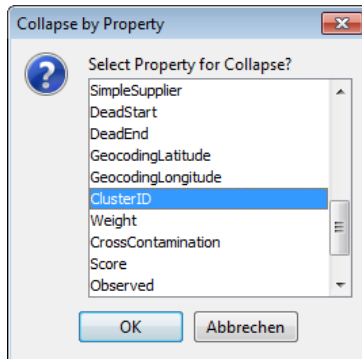 Collapse by Property
Select Property for Collapse?
SimpleSupplier
DeadStart
DeadEnd
GeocodingLatitude
GeocodingLongitude
ClusterID
Weight
CrossContamination
Score
Observed
OK
Abbrechen